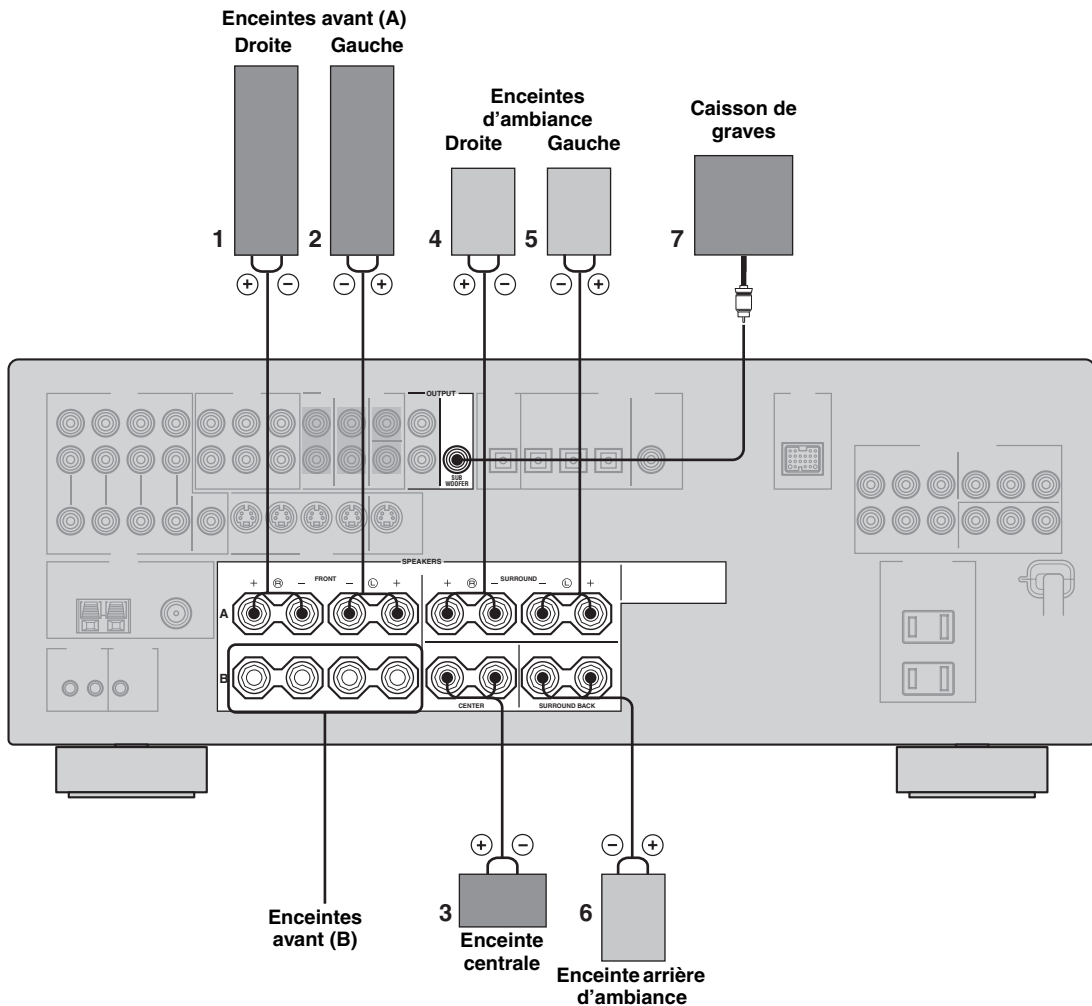 Enceintes avant (A)
Droite Gauche
Enceintes
d'ambiance
Droite Gauche
Caisson de
graves
1 2 4 5 7
+ − − + + − − +
OUTPUT
SUB
WOOFER
SPEAKERS
+ R − FRONT − L + + R − SURROUND − L +
A
B
CENTER SURROUND BACK
+ − − +
Enceintes
avant (B)
3
Enceinte
centrale
6
Enceinte arrière
d'ambiance